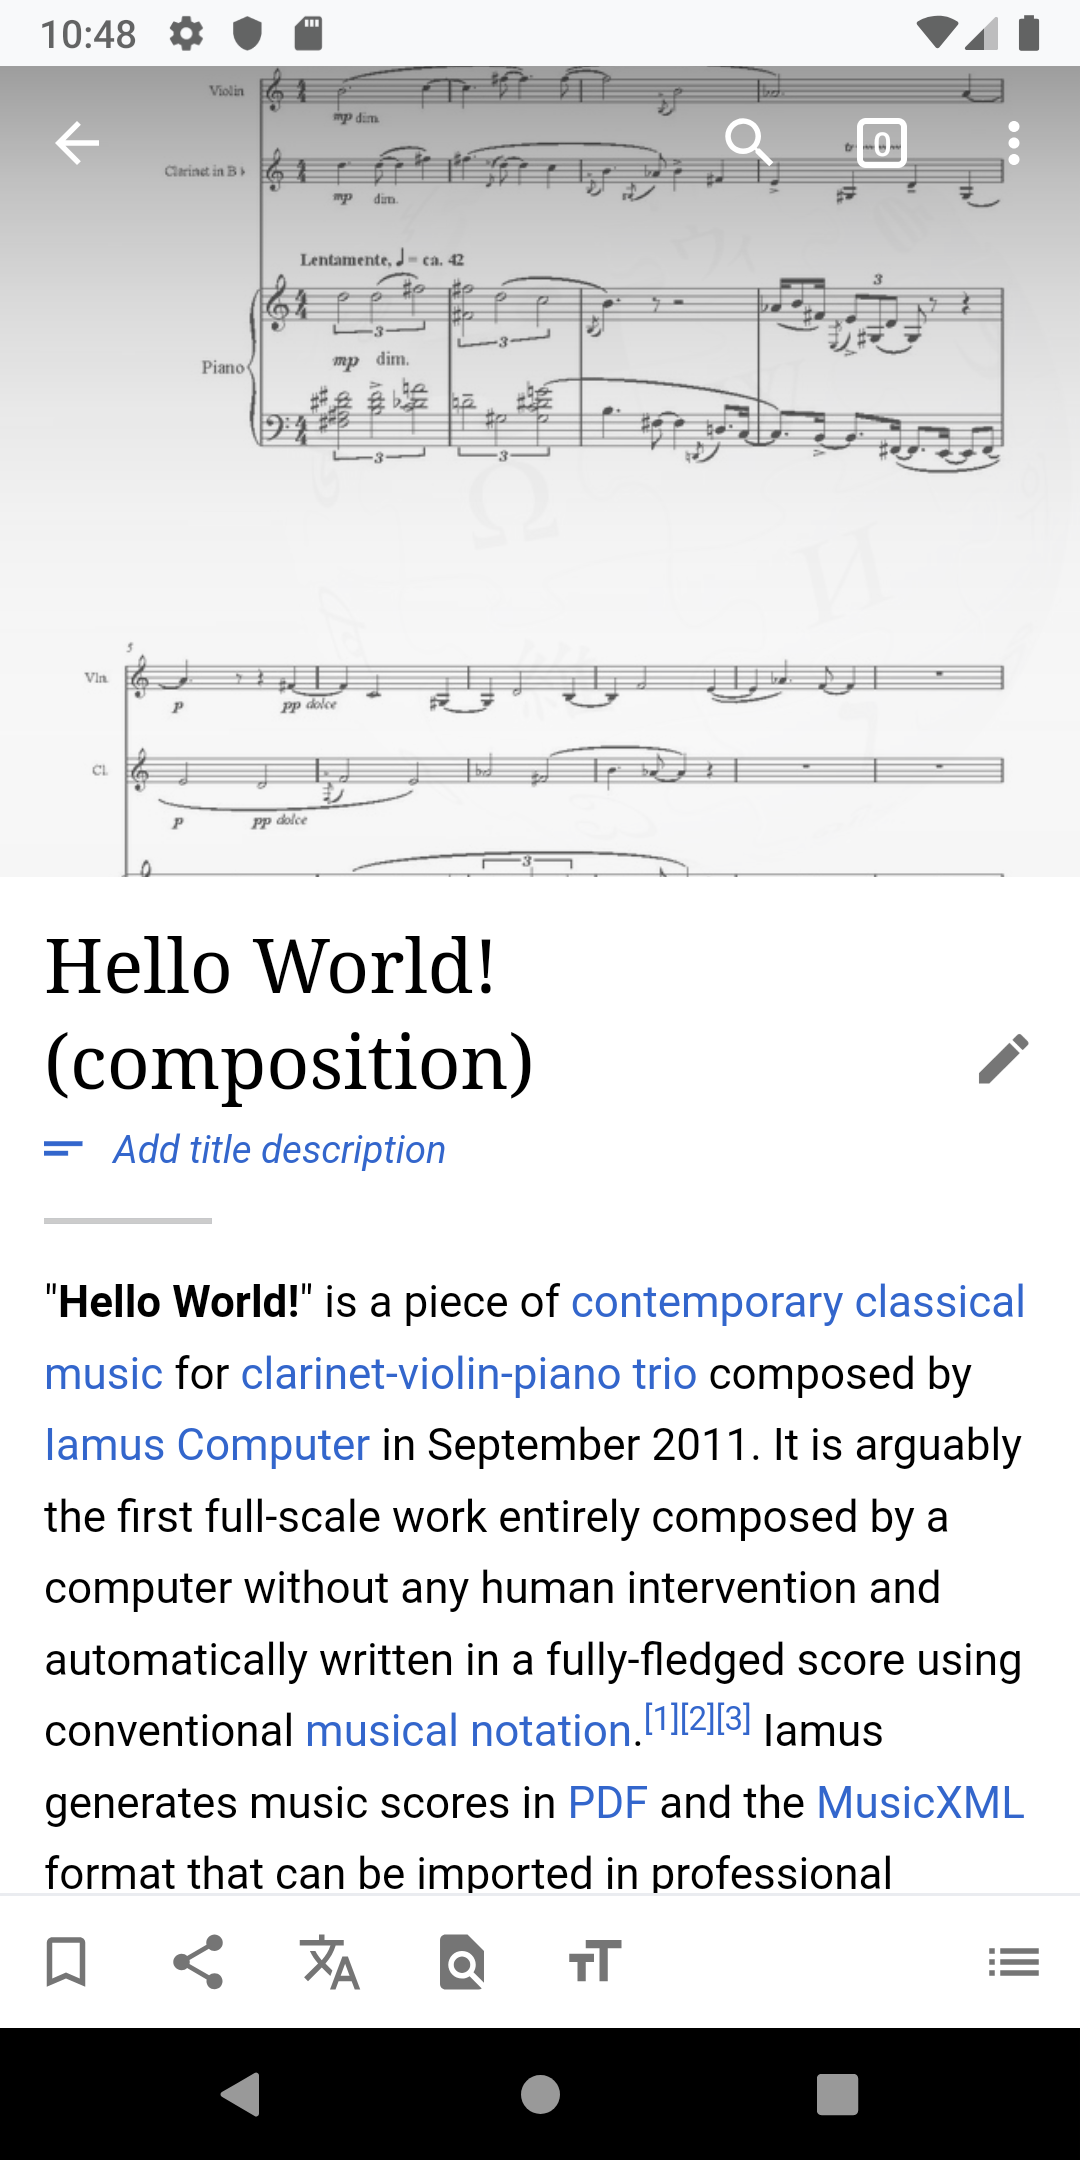 10:48
Violin
mp dim.
0
Clarinet in B♭
tr
mp dim.
Lentamente, ♩ = ca. 42
3
3
3
Piano
mp dim.
3
3
5
Vln.
p pp dolce
Cl.
p pp dolce
3
Hello World!
(composition)
Add title description
"Hello World!" is a piece of contemporary classical
music for clarinet-violin-piano trio composed by
Iamus Computer in September 2011. It is arguably
the first full-scale work entirely composed by a
computer without any human intervention and
automatically written in a fully-fledged score using
conventional musical notation.[1][2][3] Iamus
generates music scores in PDF and the MusicXML
format that can be imported in professional